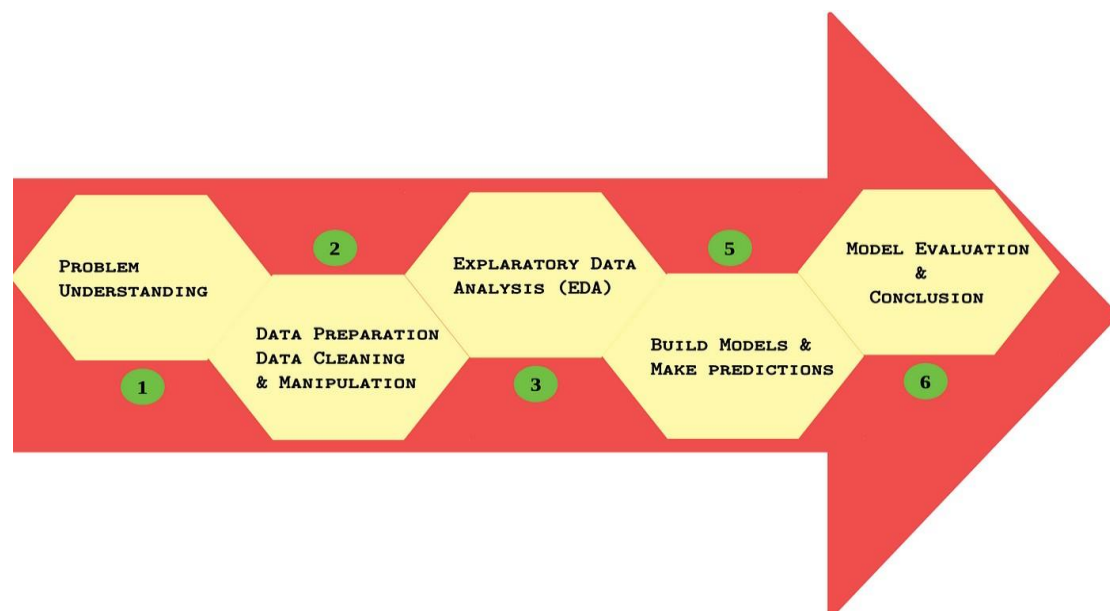 Problem
Understanding
1
2
Data Preparation
Data Cleaning
& Manipulation
Explaratory Data
Analysis (EDA)
3
5
Build Models &
Make predictions
Model Evaluation
&
Conclusion
6